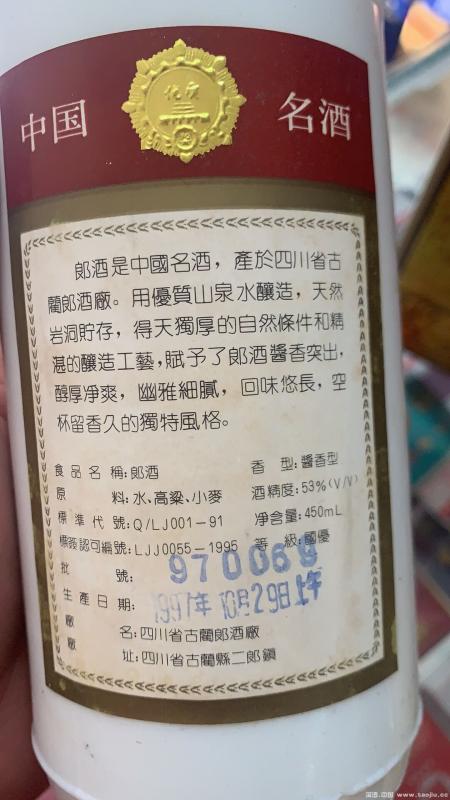 中国 名酒
郎酒是中國名酒，產於四川省古
藺郎酒廠。用優質山泉水釀造，天然
岩洞貯存，得天獨厚的自然條件和精
湛的釀造工藝，賦予了郎酒醬香突出，
醇厚凈爽，幽雅細膩，回味悠長，空
杯留香久的獨特風格。
食品名稱:郎酒 香型:醬香型
原料:水、高粱、小麥 酒精度:53%(V/V)
標準代號:Q/LJ001-91 净含量:450mL
標簽認可編號:LJJ0055-1995 等級:國優
批號: 970069
生產日期: 1997年10月29日上午
廠名:四川省古藺郎酒廠
廠址:四川省古藺縣二郎鎮
www.taojiu.cc